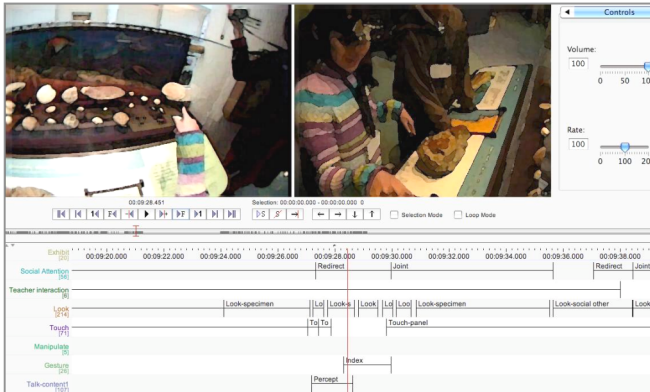 Controls
Volume:
100
0 50 100
Rate:
100
0 100 200
00:09:28.451
Selection: 00:00:00.000 - 00:00:00.000 0
Selection Mode
Loop Mode
Exhibit
[20]
00:09:20.000 00:09:22.000 00:09:24.000 00:09:26.000 00:09:28.000 00:09:30.000 00:09:32.000 00:09:34.000 00:09:36.000 00:09:38.000
Social Attention
[56]
Redirect Joint Redirect Joint
Teacher interaction
[6]
Look
[214]
Look-specimen Lo Look-s Look Lo Loo Look-specimen Look-social other Look
Touch
[71]
To To Touch-panel
Manipulate
[5]
Gesture
[26]
Index
Talk-content1
[107]
Percept